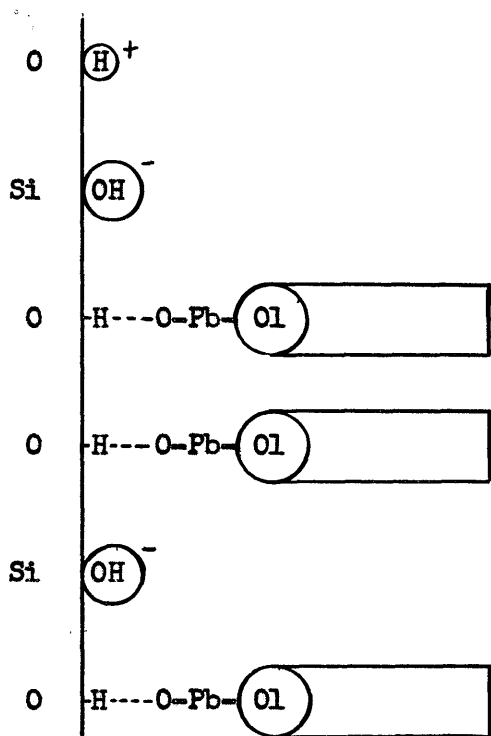 O H +
Si OH -
O -H----O-Pb- Ol
O -H---O-Pb- Ol
Si OH -
O -H----O-Pb- Ol